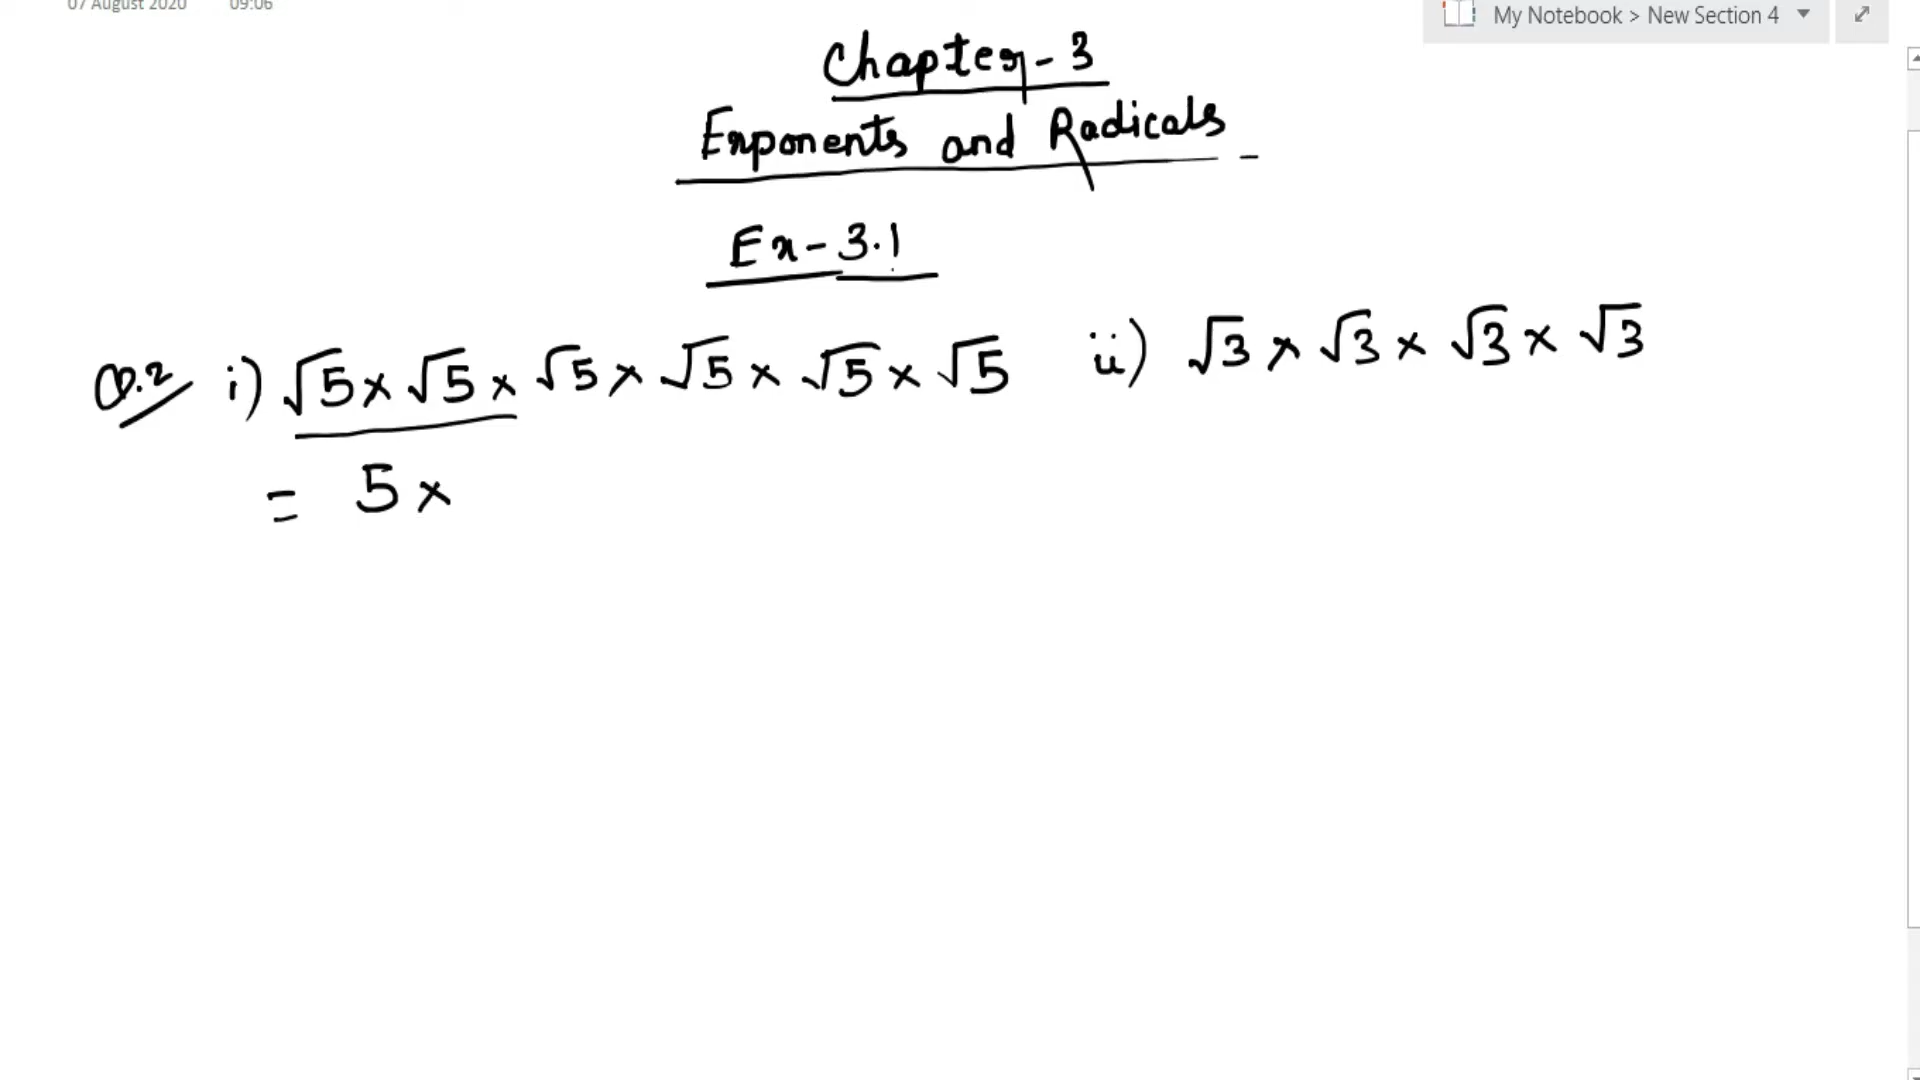 07 August 2020 09:06
My Notebook > New Section 4
Chapter - 3
Exponents and Radicals
Ex - 3.1
Q.2 i) √5 × √5 × √5 × √5 × √5 × √5 ii) √3 × √3 × √3 × √3
= 5 ×